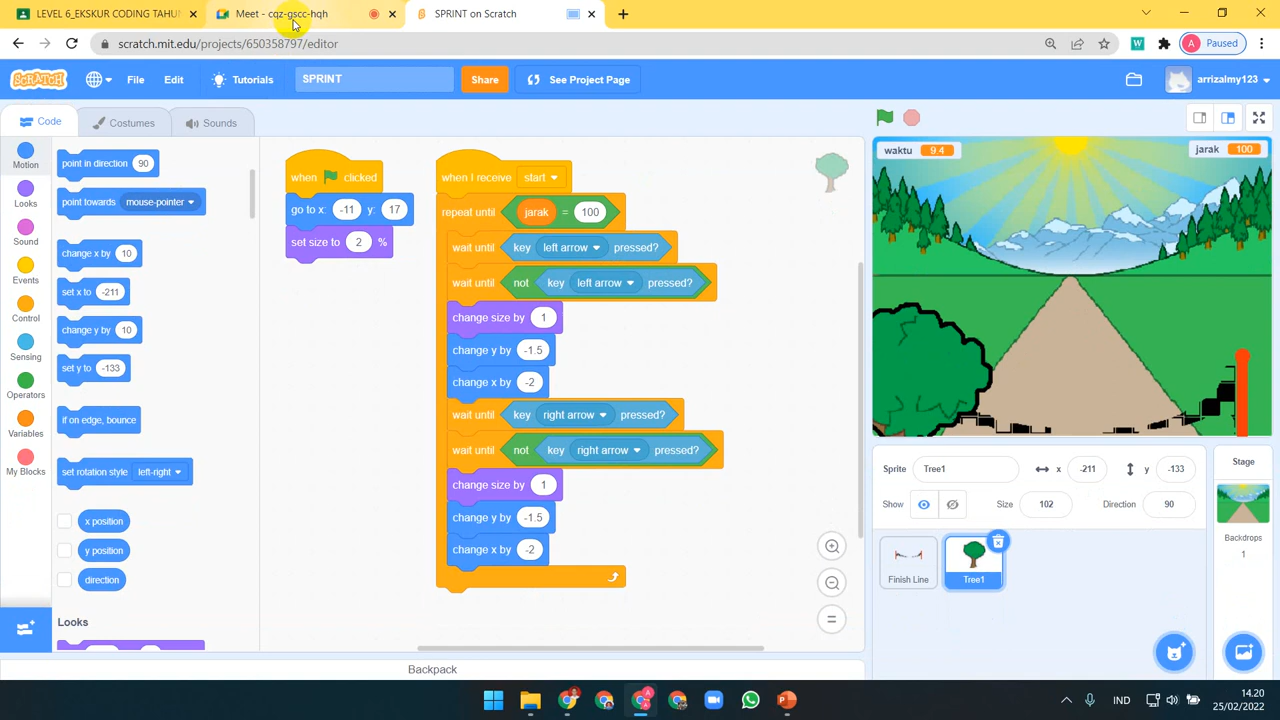 LEVEL 6_EKSKUR CODING TAHU
Meet - cqz-gscc-hqh
SPRINT on Scratch
scratch.mit.edu/projects/650358797/editor
W
A Paused
SCRATCH
File
Edit
Tutorials
SPRINT
Share
See Project Page
arrizalmy123
Code
Costumes
Sounds
Motion
Looks
Sound
Events
Control
Sensing
Operators
Variables
My Blocks
point in direction 90
point towards mouse-pointer
change x by 10
set x to -211
change y by 10
set y to -133
if on edge, bounce
set rotation style left-right
x position
y position
direction
Looks
when clicked
go to x: -11 y: 17
set size to 2 %
when I receive start
repeat until jarak = 100
wait until key left arrow pressed?
wait until not key left arrow pressed?
change size by 1
change y by -1.5
change x by -2
wait until key right arrow pressed?
wait until not key right arrow pressed?
change size by 1
change y by -1.5
change x by -2
Backpack
waktu 9.4
jarak 100
Sprite Tree1 x -211 y -133
Show Size 102 Direction 90
Finish Line
Tree1
Stage
Backdrops
1
IND
14.20
25/02/2022